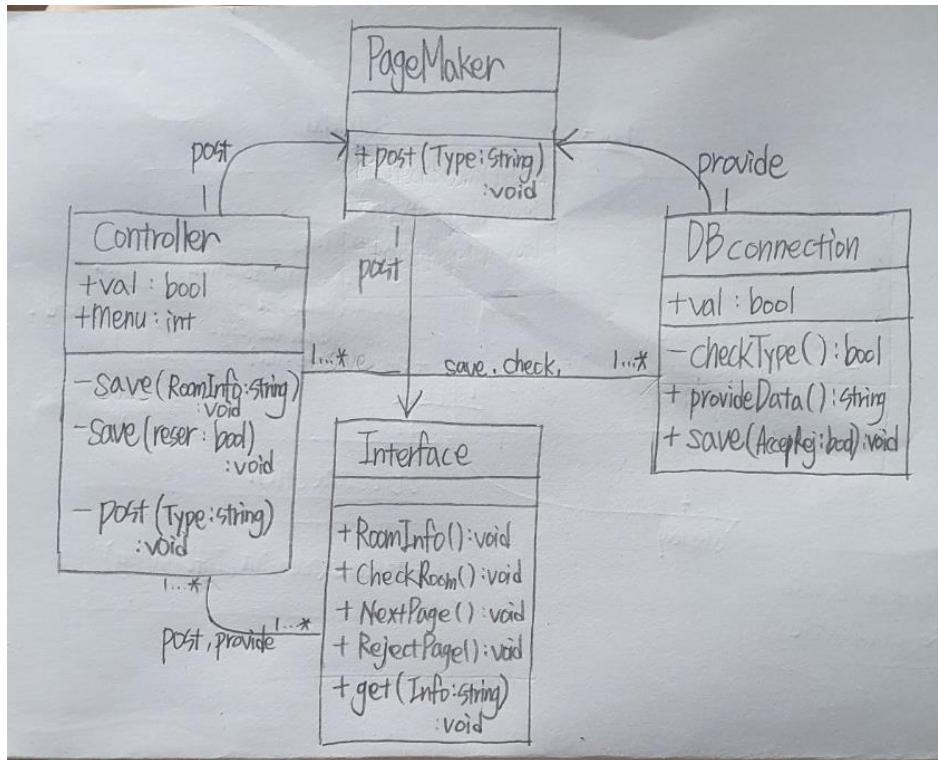 PageMaker
+ post (Type:String)
:void
post
1
provide
1
Controller
+val : bool
+Menu : int
- save(RoomInfo:string)
:void
- save(reser : bool)
:void
- post (Type:string)
:void
1
post
DBconnection
+val : bool
- checkType() : bool
+ provideData() : string
+ save(AccepRej:bool):void
1...*
save, check,
1...*
Interface
+RoomInfo():void
+CheckRoom():void
+NextPage():void
+RejectPage():void
+get(Info:string)
:void
1...*
post, provide
1...*